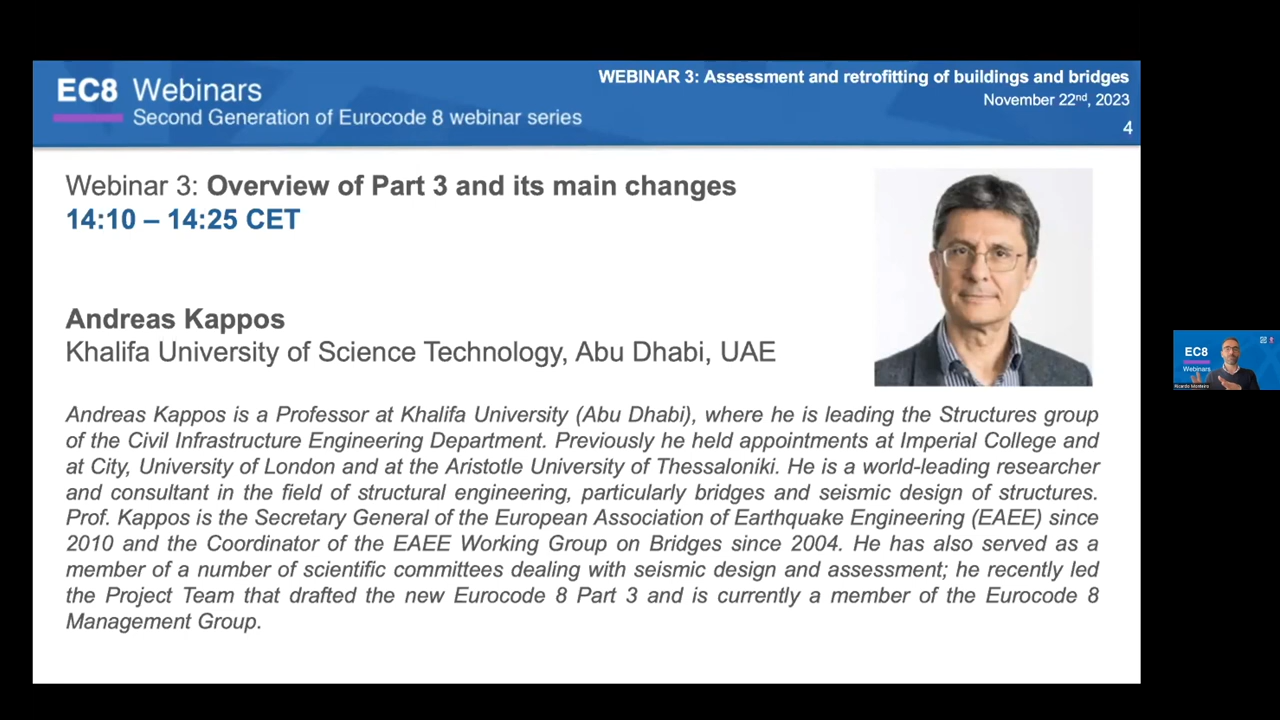 EC8 Webinars
Second Generation of Eurocode 8 webinar series
WEBINAR 3: Assessment and retrofitting of buildings and bridges
November 22nd, 2023
4
Webinar 3: Overview of Part 3 and its main changes
14:10 – 14:25 CET
Andreas Kappos
Khalifa University of Science Technology, Abu Dhabi, UAE
Andreas Kappos is a Professor at Khalifa University (Abu Dhabi), where he is leading the Structures group
of the Civil Infrastructure Engineering Department. Previously he held appointments at Imperial College and
at City, University of London and at the Aristotle University of Thessaloniki. He is a world-leading researcher
and consultant in the field of structural engineering, particularly bridges and seismic design of structures.
Prof. Kappos is the Secretary General of the European Association of Earthquake Engineering (EAEE) since
2010 and the Coordinator of the EAEE Working Group on Bridges since 2004. He has also served as a
member of a number of scientific committees dealing with seismic design and assessment; he recently led
the Project Team that drafted the new Eurocode 8 Part 3 and is currently a member of the Eurocode 8
Management Group.
EC8
Webinars
Ricardo Monteiro